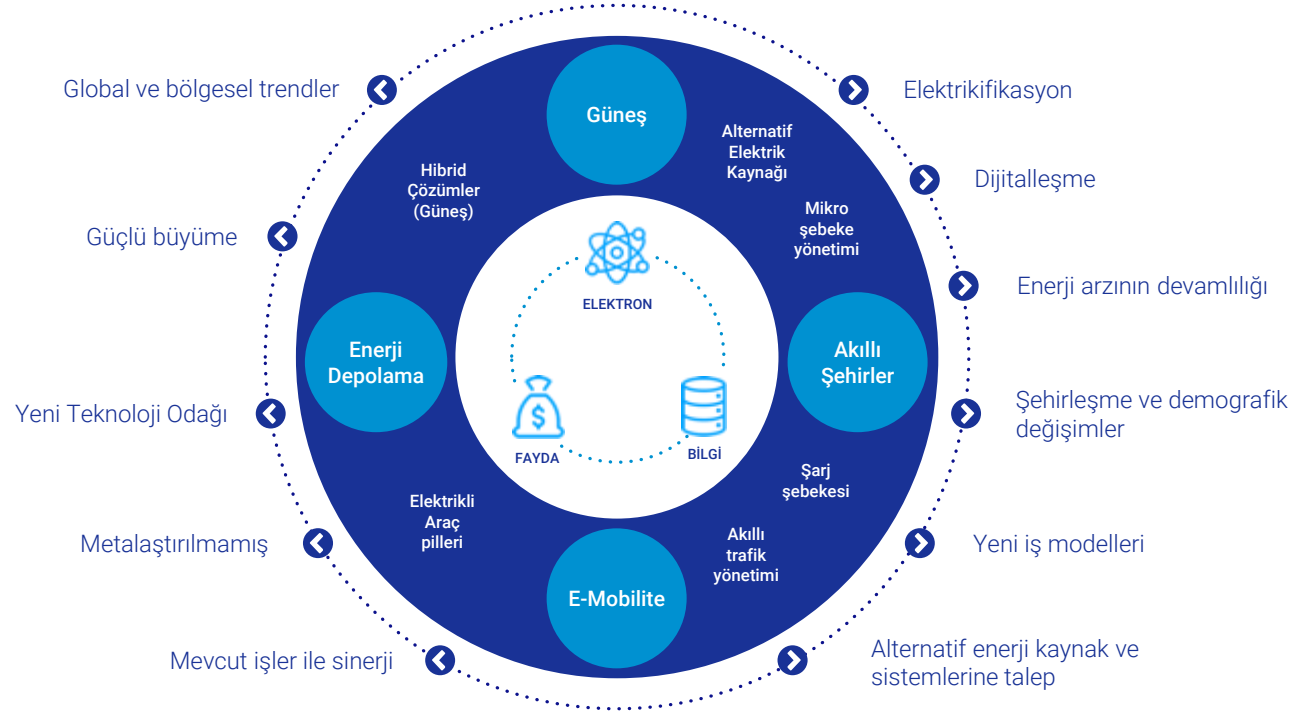 Global ve bölgesel trendler
Güçlü büyüme
Yeni Teknoloji Odağı
Metalaştırılmamış
Mevcut işler ile sinerji
Güneş
Hibrid
Çözümler
(Güneş)
Alternatif
Elektrik
Kaynağı
Mikro
şebeke
yönetimi
Enerji
Depolama
ELEKTRON
FAYDA
BİLGİ
Akıllı
Şehirler
Elektrikli
Araç
pilleri
Şarj
şebekesi
Akıllı
trafik
yönetimi
E-Mobilite
Elektrikifikasyon
Dijitalleşme
Enerji arzının devamlılığı
Şehirleşme ve demografik
değişimler
Yeni iş modelleri
Alternatif enerji kaynak ve
sistemlerine talep